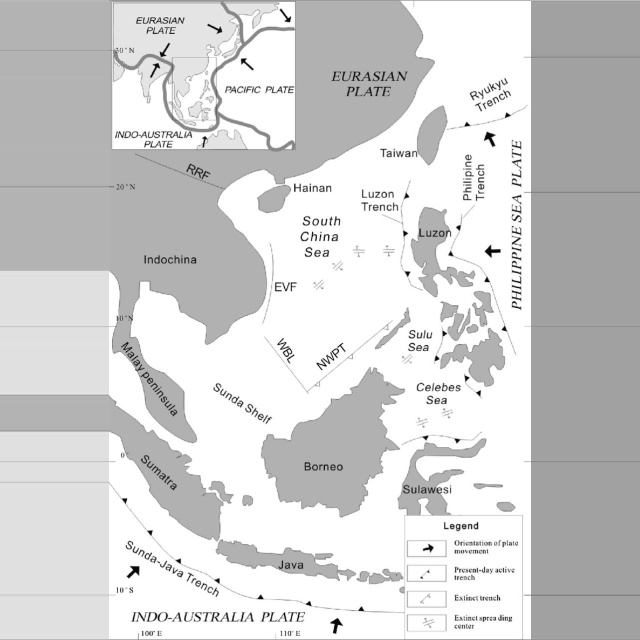 EURASIAN
PLATE
PACIFIC PLATE
INDO-AUSTRALIA
PLATE
30°N
EURASIAN
PLATE
Ryukyu
Trench
Taiwan
RRF
20°N
Hainan
Luzon
Trench
Philipine
Trench
PHILIPPINE SEA PLATE
South
China
Sea
Luzon
Indochina
EVF
10°N
WBL
NWPT
Sulu
Sea
Malay peninsula
Sunda Shelf
Celebes
Sea
0°
Sumatra
Borneo
Sulawesi
Sunda-Java Trench
Java
10°S
INDO-AUSTRALIA PLATE
100°E
110°E
Legend
Orientation of plate
movement
Present-day active
trench
Extinct trench
Extinct sprea ding
center